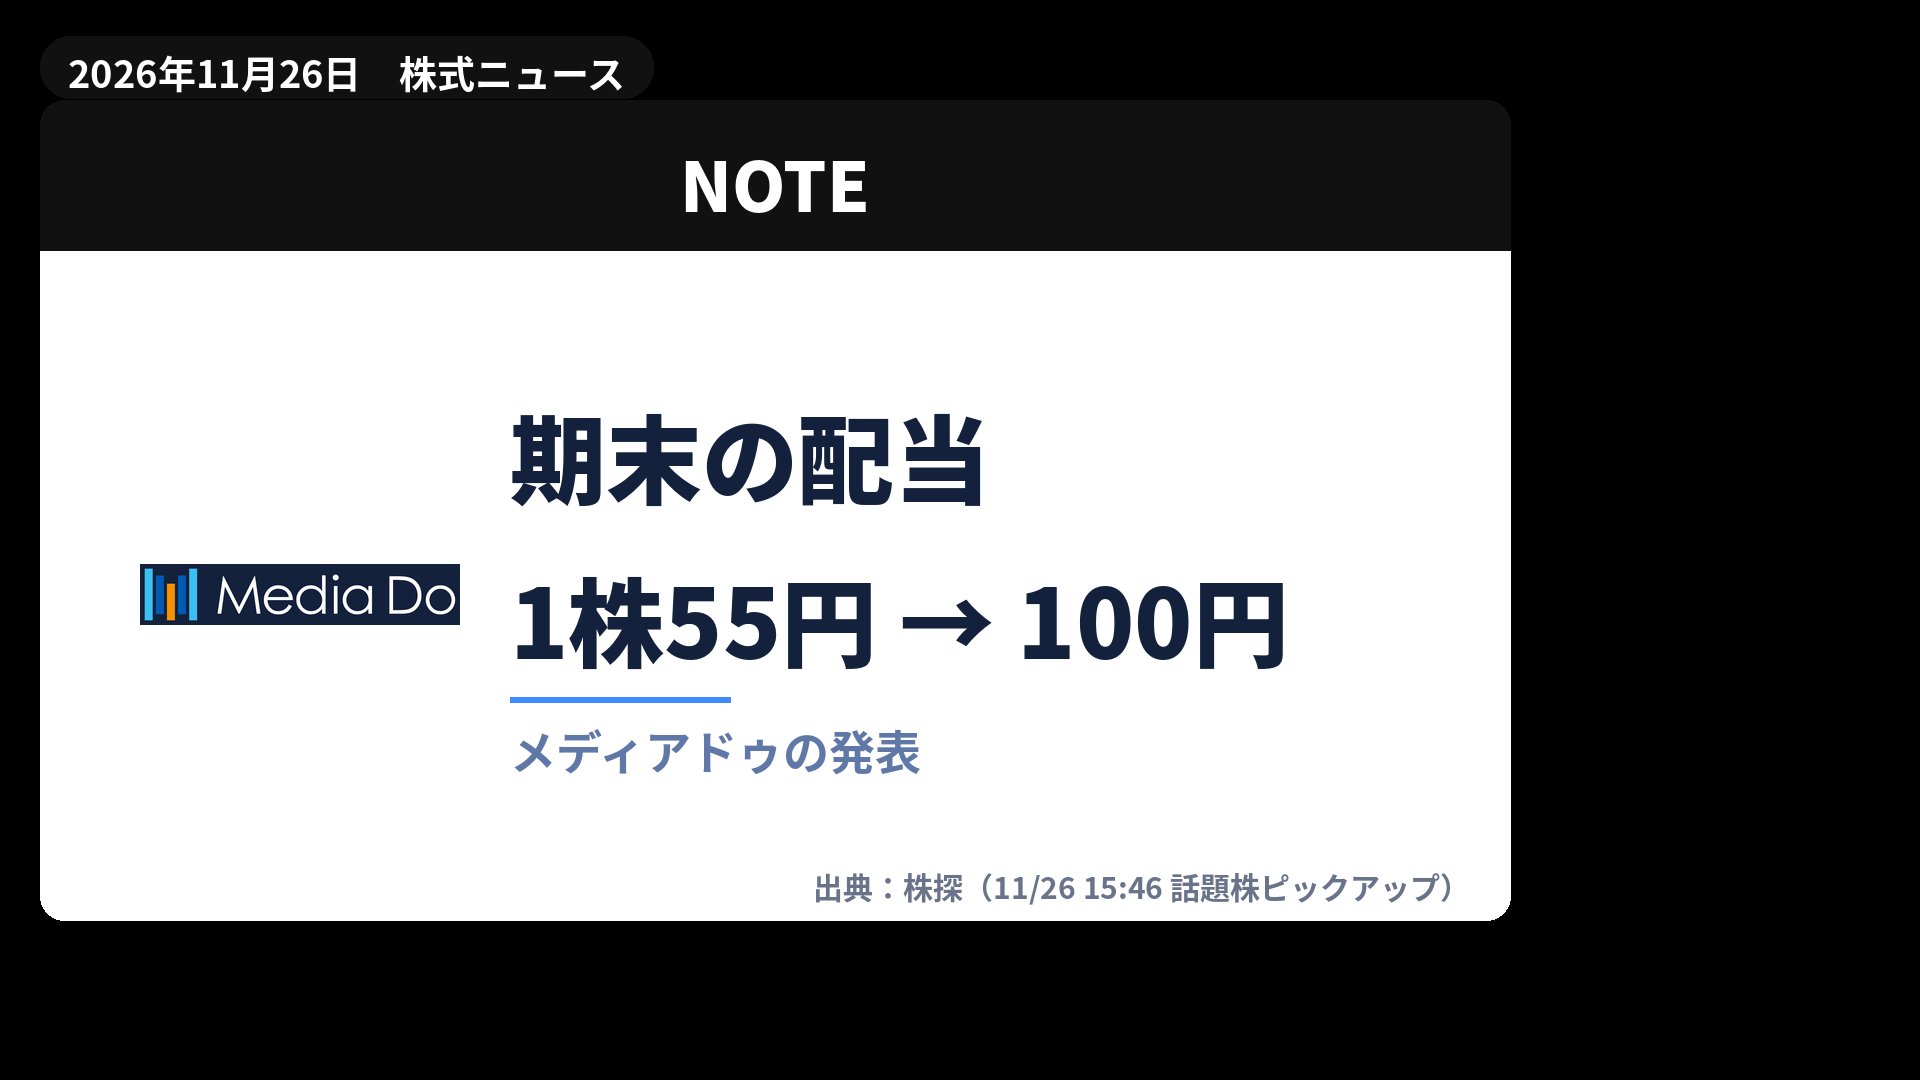 2026年11月26日　株式ニュース
NOTE
期末の配当
Media Do
1株55円 → 100円
メディアドゥの発表
出典：株探（11/26 15:46 話題株ピックアップ）